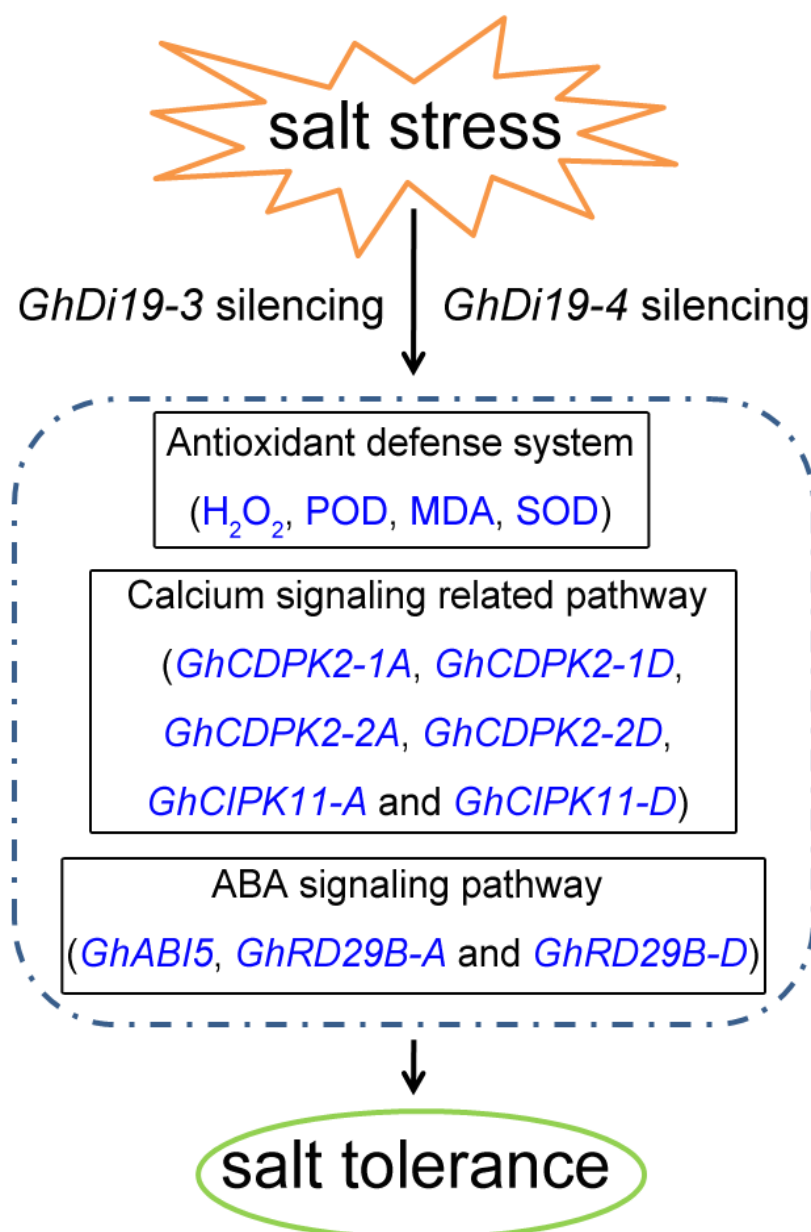 salt stress
GhDi19-3 silencing GhDi19-4 silencing
Antioxidant defense system
(H₂O₂, POD, MDA, SOD)
Calcium signaling related pathway
(GhCDPK2-1A, GhCDPK2-1D,
GhCDPK2-2A, GhCDPK2-2D,
GhCIPK11-A and GhCIPK11-D)
ABA signaling pathway
(GhABI5, GhRD29B-A and GhRD29B-D)
salt tolerance